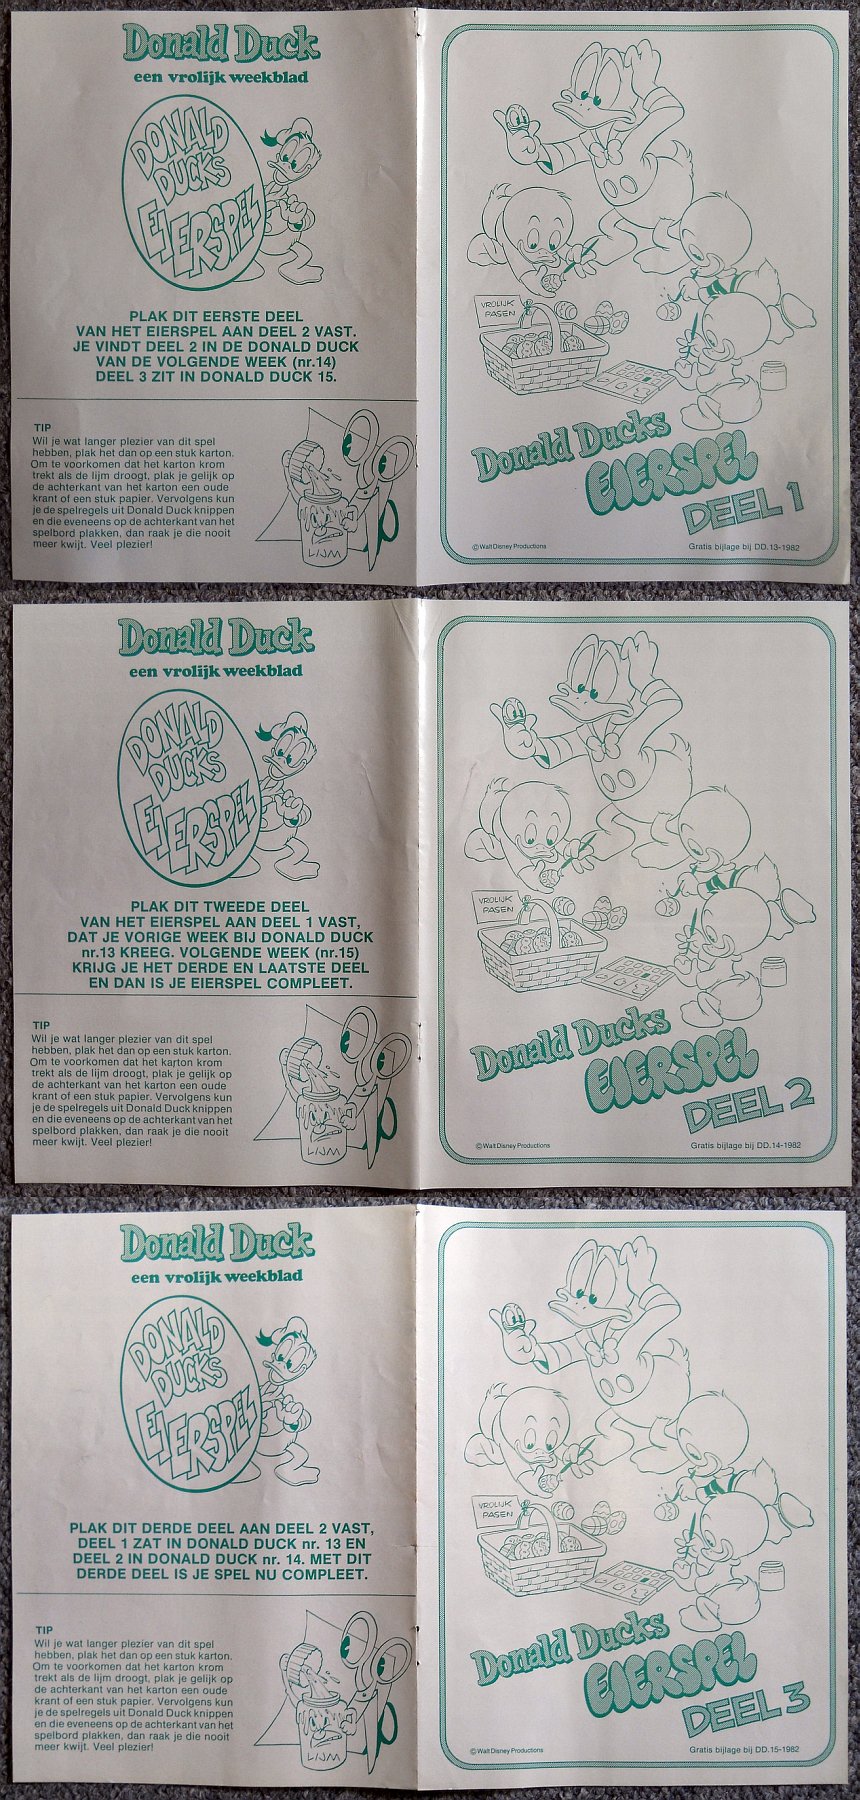 Donald Duck
een vrolijk weekblad
DONALD
DUCKS
EIERSPEL
PLAK DIT EERSTE DEEL
VAN HET EIERSPEL AAN DEEL 2 VAST.
JE VINDT DEEL 2 IN DE DONALD DUCK
VAN DE VOLGENDE WEEK (nr.14)
DEEL 3 ZIT IN DONALD DUCK 15.
TIP
Wil je wat langer plezier van dit spel
hebben, plak het dan op een stuk karton.
Om te voorkomen dat het karton krom
trekt als de lijm droogt, plak je gelijk op
de achterkant van het karton een oude
krant of een stuk papier. Vervolgens kun
je de spelregels uit Donald Duck knippen
en die eveneens op de achterkant van het
spelbord plakken, dan raak je die nooit
meer kwijt. Veel plezier!
LIJM
VROLIJK
PASEN
Donald Ducks
EIERSPEL
DEEL 1
© Walt Disney Productions
Gratis bijlage bij DD.13-1982
Donald Duck
een vrolijk weekblad
DONALD
DUCKS
EIERSPEL
PLAK DIT TWEEDE DEEL
VAN HET EIERSPEL AAN DEEL 1 VAST,
DAT JE VORIGE WEEK BIJ DONALD DUCK
nr.13 KREEG. VOLGENDE WEEK (nr.15)
KRIJG JE HET DERDE EN LAATSTE DEEL
EN DAN IS JE EIERSPEL COMPLEET.
TIP
Wil je wat langer plezier van dit spel
hebben, plak het dan op een stuk karton.
Om te voorkomen dat het karton krom
trekt als de lijm droogt, plak je gelijk op
de achterkant van het karton een oude
krant of een stuk papier. Vervolgens kun
je de spelregels uit Donald Duck knippen
en die eveneens op de achterkant van het
spelbord plakken, dan raak je die nooit
meer kwijt. Veel plezier!
LIJM
VROLIJK
PASEN
Donald Ducks
EIERSPEL
DEEL 2
© Walt Disney Productions
Gratis bijlage bij DD.14-1982
Donald Duck
een vrolijk weekblad
DONALD
DUCKS
EIERSPEL
PLAK DIT DERDE DEEL AAN DEEL 2 VAST,
DEEL 1 ZAT IN DONALD DUCK nr. 13 EN
DEEL 2 IN DONALD DUCK nr. 14. MET DIT
DERDE DEEL IS JE SPEL NU COMPLEET.
TIP
Wil je wat langer plezier van dit spel
hebben, plak het dan op een stuk karton.
Om te voorkomen dat het karton krom
trekt als de lijm droogt, plak je gelijk op
de achterkant van het karton een oude
krant of een stuk papier. Vervolgens kun
je de spelregels uit Donald Duck knippen
en die eveneens op de achterkant van het
spelbord plakken, dan raak je die nooit
meer kwijt. Veel plezier!
LIJM
VROLIJK
PASEN
Donald Ducks
EIERSPEL
DEEL 3
© Walt Disney Productions
Gratis bijlage bij DD.15-1982